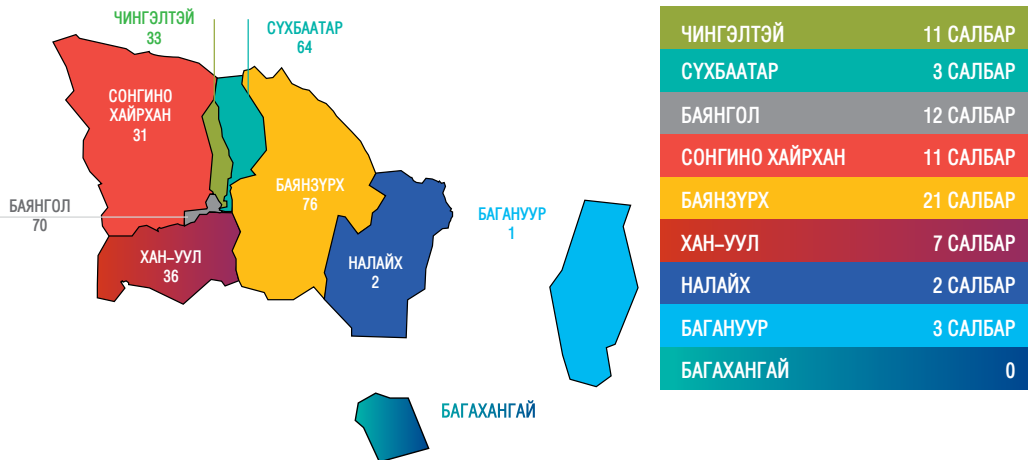 ЧИНГЭЛТЭЙ
33
СҮХБААТАР
64
СОНГИНО
ХАЙРХАН
31
БАЯНЗҮРХ
76
БАЯНГОЛ
70
ХАН-УУЛ
36
НАЛАЙХ
2
БАГАНУУР
1
БАГАХАНГАЙ
ЧИНГЭЛТЭЙ 11 САЛБАР
СҮХБААТАР 3 САЛБАР
БАЯНГОЛ 12 САЛБАР
СОНГИНО ХАЙРХАН 11 САЛБАР
БАЯНЗҮРХ 21 САЛБАР
ХАН-УУЛ 7 САЛБАР
НАЛАЙХ 2 САЛБАР
БАГАНУУР 3 САЛБАР
БАГАХАНГАЙ 0